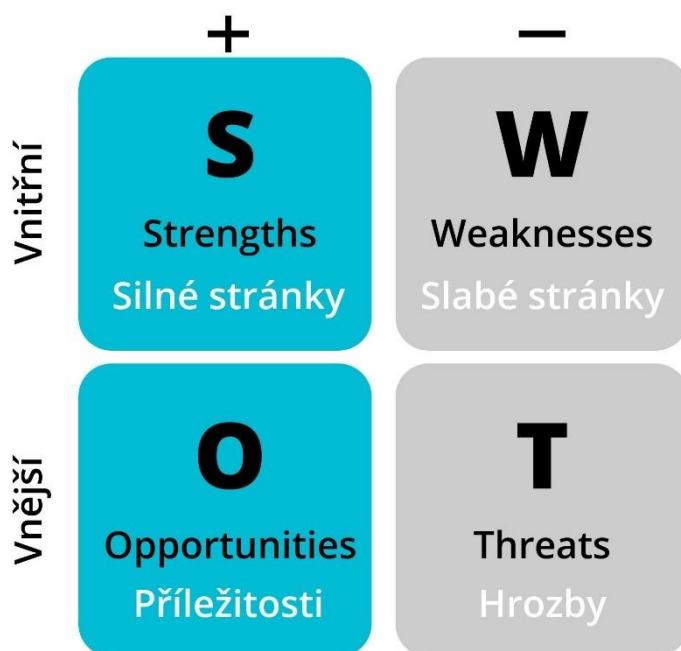 + −
Vnitřní
S
Strengths
Silné stránky
W
Weaknesses
Slabé stránky
Vnější
O
Opportunities
Příležitosti
T
Threats
Hrozby